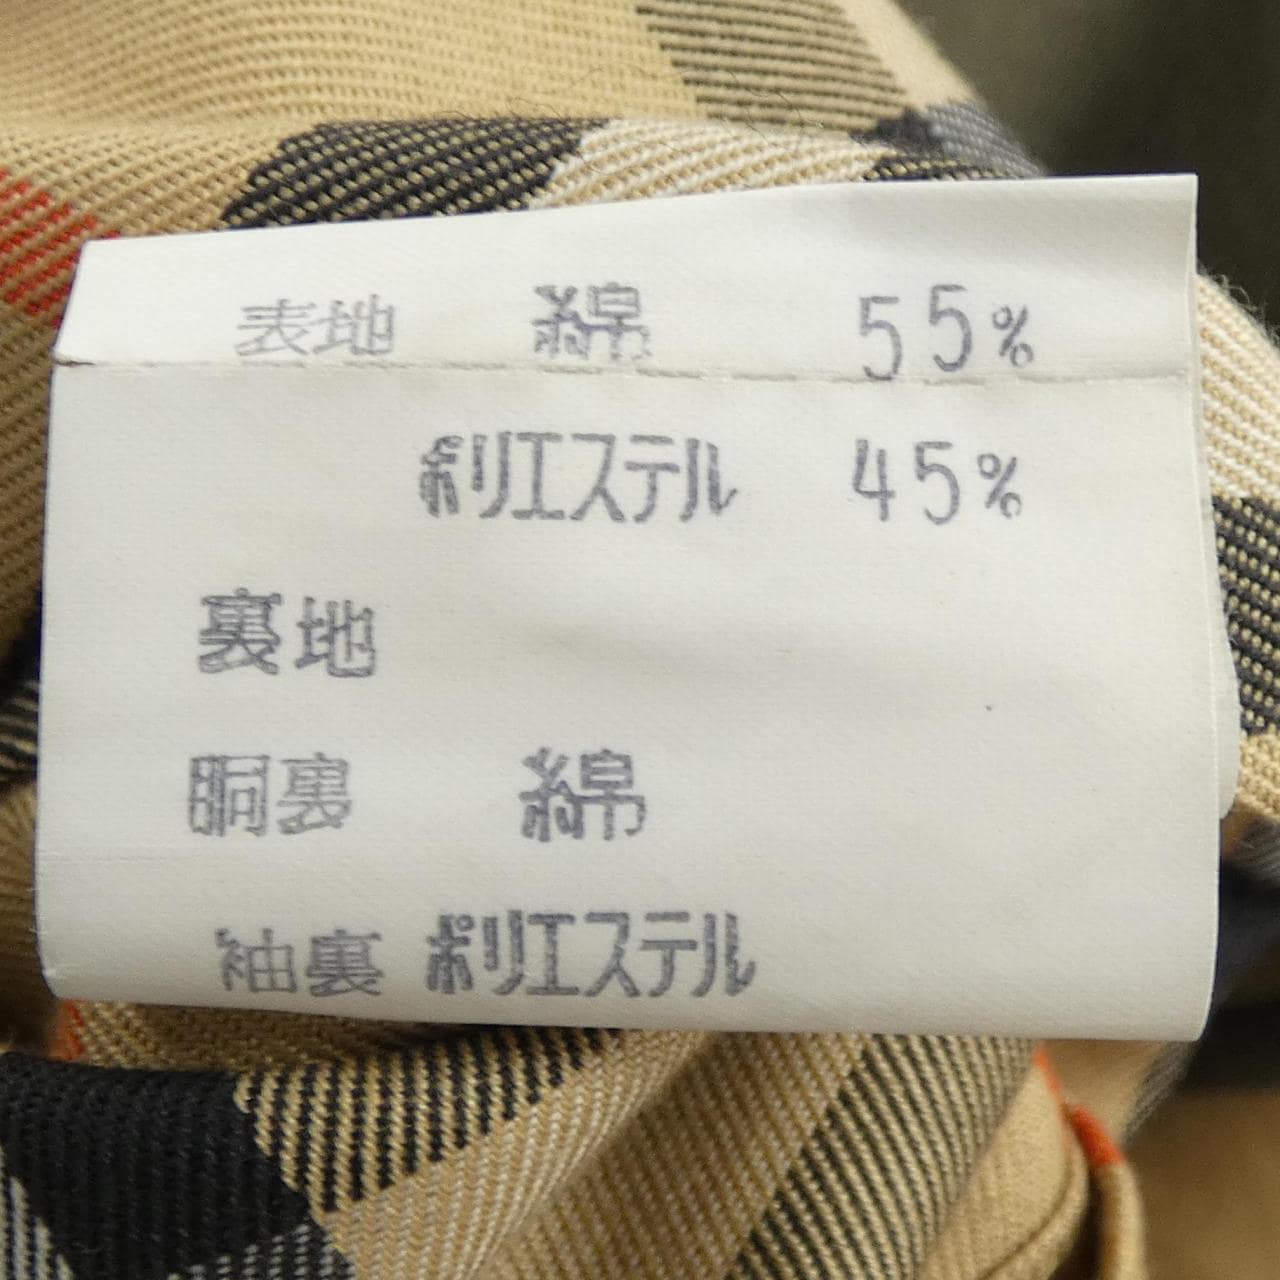 表地 綿 55%
ポリエステル 45%
裏地
胴裏 綿
袖裏 ポリエステル